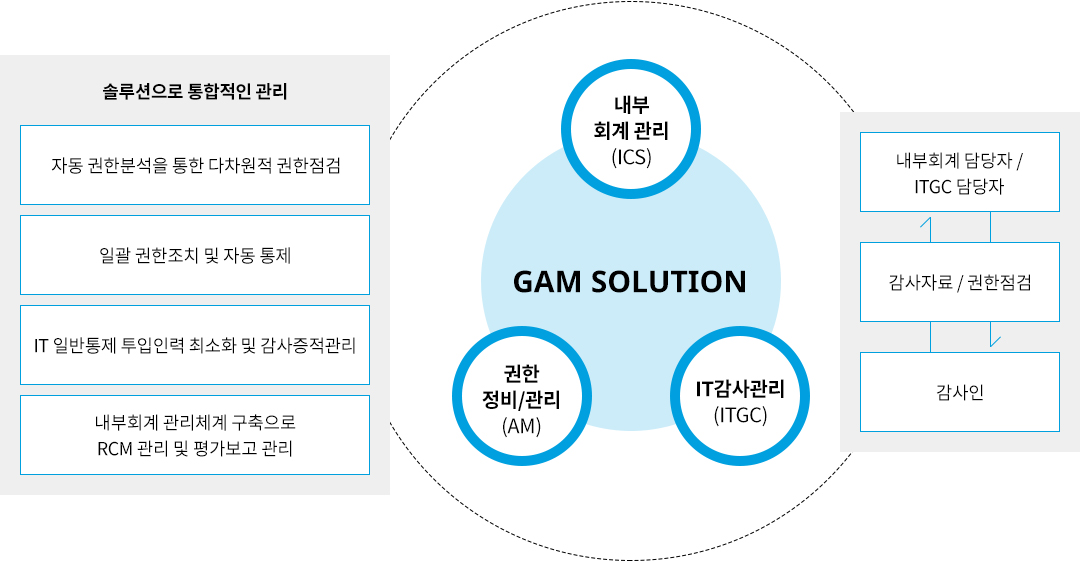 솔루션으로 통합적인 관리
자동 권한분석을 통한 다차원적 권한점검
일괄 권한조치 및 자동 통제
IT 일반통제 투입인력 최소화 및 감사증적관리
내부회계 관리체계 구축으로
RCM 관리 및 평가보고 관리
내부
회계 관리
(ICS)
GAM SOLUTION
권한
정비/관리
(AM)
IT감사관리
(ITGC)
내부회계 담당자 /
ITGC 담당자
감사자료 / 권한점검
감사인